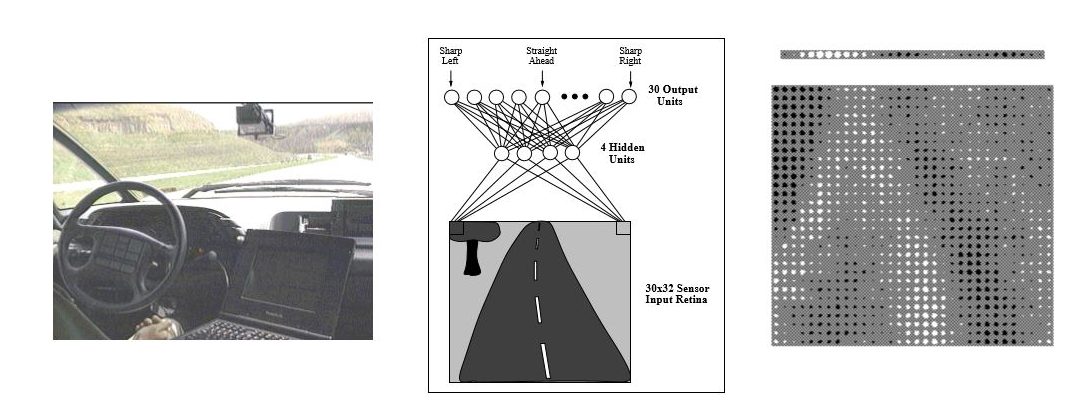 Sharp
Left
Straight
Ahead
Sharp
Right
30 Output
Units
4 Hidden
Units
30x32 Sensor
Input Retina